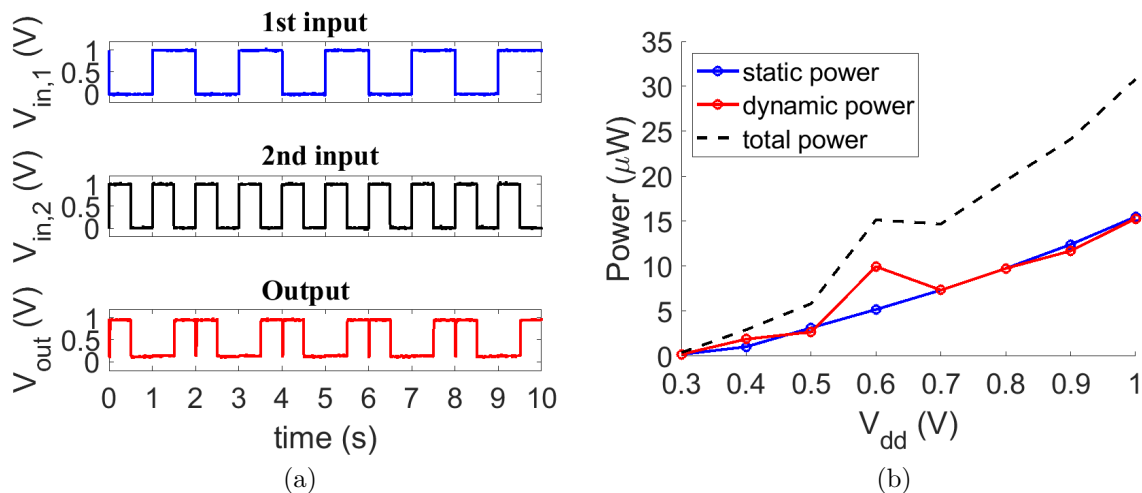 1st input
V_in,1 (V)
1
0.5
0
2nd input
V_in,2 (V)
1
0.5
0
Output
V_out (V)
1
0.5
0
0 1 2 3 4 5 6 7 8 9 10
time (s)
(a)
Power (μW)
35
30
25
20
15
10
5
0
static power
dynamic power
total power
0.3 0.4 0.5 0.6 0.7 0.8 0.9 1
V_dd (V)
(b)